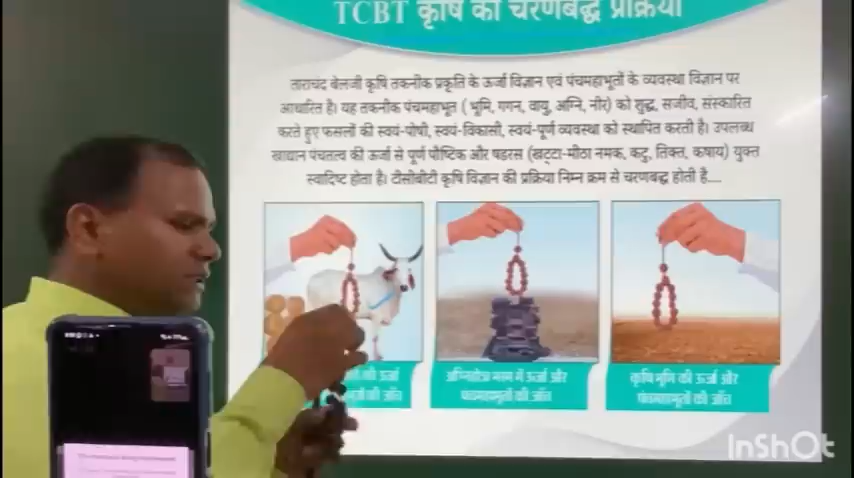 TCBT कृषि की चरणबद्ध प्रक्रिया
ताराचंद बेलजी कृषि तकनीक प्रकृति के ऊर्जा विज्ञान एवं पंचमहाभूतों के व्यवस्था विज्ञान पर
आधारित है। यह तकनीक पंचमहाभूत ( भूमि, गगन, वायु, अग्नि, नीर) को शुद्ध, सजीव, संस्कारित
करते हुए फसलों की स्वयं-पोषी, स्वयं-विकासी, स्वयं-पूर्ण व्यवस्था को स्थापित करती है। उपलब्ध
खाद्यान पंचतत्व की ऊर्जा से पूर्ण पौष्टिक और षडरस (खट्टा-मीठा नमक, कटु, तिक्त, कषाय) युक्त
स्वादिष्ट होता है। टीसीबीटी कृषि विज्ञान की प्रक्रिया निम्न क्रम से चरणबद्ध होती है....
की ऊर्जा
की जाँच
अग्निहोत्र भस्म में ऊर्जा और
पंचमहाभूतों की जाँच
कृषि भूमि की ऊर्जा और
पंचमहाभूतों की जाँच
InShOt